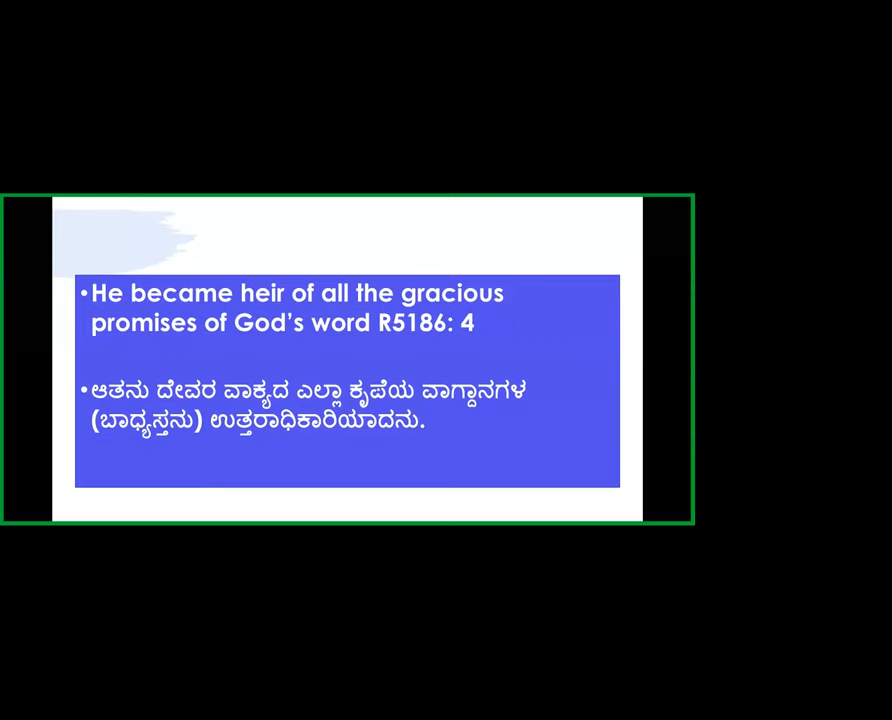 •He became heir of all the gracious
promises of God’s word R5186: 4
•ಆತನು ದೇವರ ವಾಕ್ಯದ ಎಲ್ಲಾ ಕೃಪೆಯ ವಾಗ್ದಾನಗಳ
(ಬಾಧ್ಯಸ್ತನು) ಉತ್ತರಾಧಿಕಾರಿಯಾದನು.